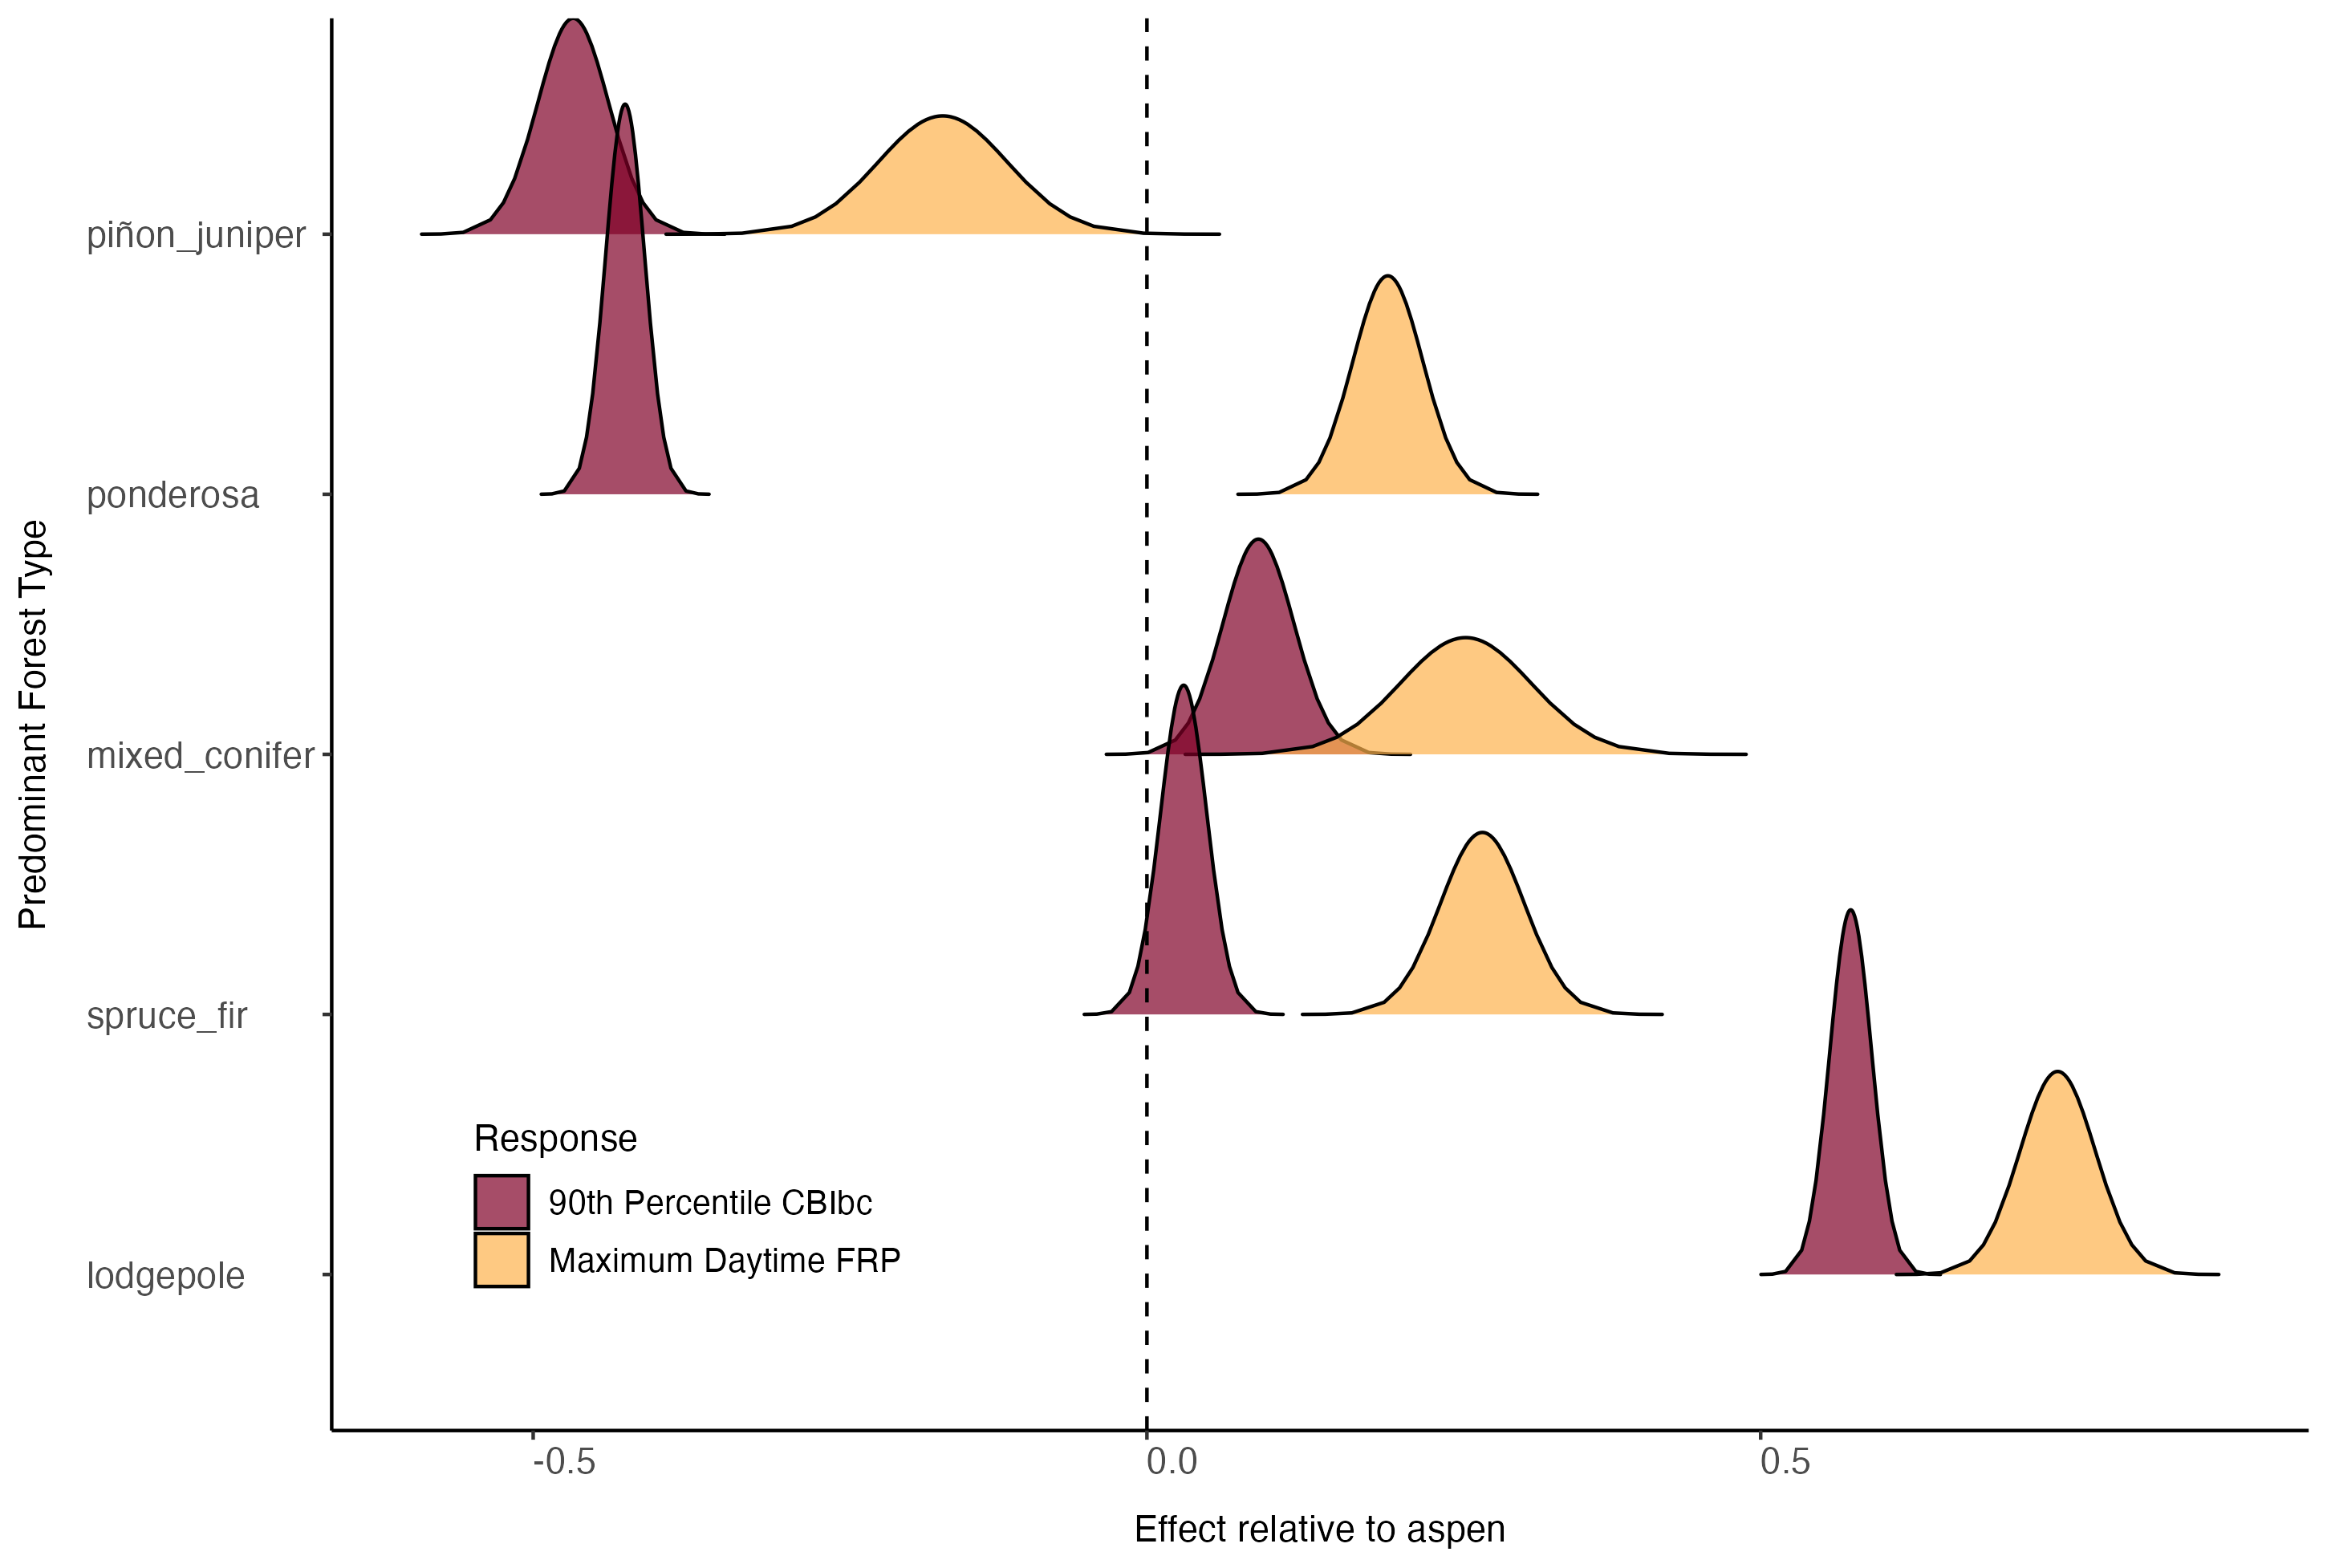 piñon_juniper
ponderosa
mixed_conifer
spruce_fir
lodgepole
Predominant Forest Type
Response
90th Percentile CBIbc
Maximum Daytime FRP
-0.5
0.0
0.5
Effect relative to aspen